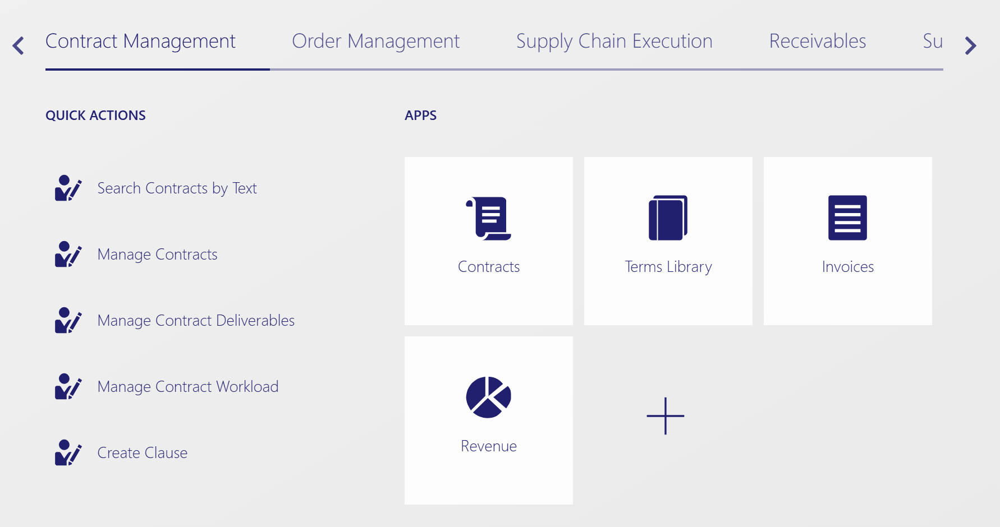 Contract Management
Order Management
Supply Chain Execution
Receivables
Su
QUICK ACTIONS
APPS
Search Contracts by Text
Manage Contracts
Manage Contract Deliverables
Manage Contract Workload
Create Clause
Contracts
Terms Library
Invoices
Revenue